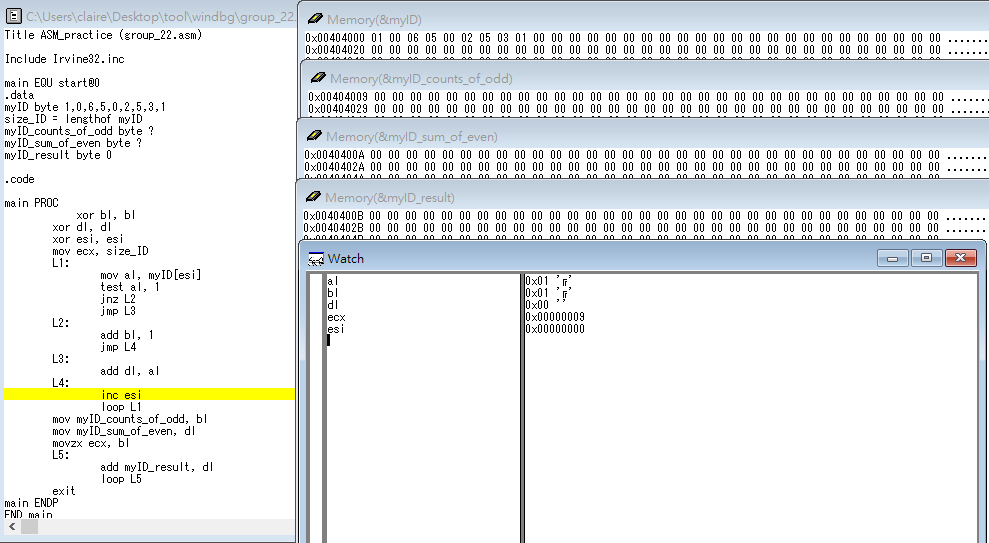 C:\Users\claire\Desktop\tool\windbg\group_22.
Title ASM_practice (group_22.asm)
Include Irvine32.inc
main EQU start@0
.data
myID byte 1,0,6,5,0,2,5,3,1
size_ID = lengthof myID
myID_counts_of_odd byte ?
myID_sum_of_even byte ?
myID_result byte 0
.code
main PROC
xor bl, bl
xor dl, dl
xor esi, esi
mov ecx, size_ID
L1:
mov al, myID[esi]
test al, 1
jnz L2
jmp L3
L2:
add bl, 1
jmp L4
L3:
add dl, al
L4:
inc esi
loop L1
mov myID_counts_of_odd, bl
mov myID_sum_of_even, dl
movzx ecx, bl
L5:
add myID_result, dl
loop L5
exit
main ENDP
END main
Memory(&myID)
0x00404000 01 00 06 05 00 02 05 03 01 00 00 00 00 00 00 00 00 00 00 00 00 00 00 00 00 00 00 00 00 00 00 00 .......
0x00404020 00 00 00 00 00 00 00 00 00 00 00 00 00 00 00 00 00 00 00 00 00 00 00 00 00 00 00 00 00 00 00 00 .......
Memory(&myID_counts_of_odd)
0x00404009 00 00 00 00 00 00 00 00 00 00 00 00 00 00 00 00 00 00 00 00 00 00 00 00 00 00 00 00 00 00 00 00 .......
0x00404029 00 00 00 00 00 00 00 00 00 00 00 00 00 00 00 00 00 00 00 00 00 00 00 00 00 00 00 00 00 00 00 00 .......
Memory(&myID_sum_of_even)
0x0040400A 00 00 00 00 00 00 00 00 00 00 00 00 00 00 00 00 00 00 00 00 00 00 00 00 00 00 00 00 00 00 00 00 .......
0x0040402A 00 00 00 00 00 00 00 00 00 00 00 00 00 00 00 00 00 00 00 00 00 00 00 00 00 00 00 00 00 00 00 00 .......
Memory(&myID_result)
0x0040400B 00 00 00 00 00 00 00 00 00 00 00 00 00 00 00 00 00 00 00 00 00 00 00 00 00 00 00 00 00 00 00 00 .......
0x0040402B 00 00 00 00 00 00 00 00 00 00 00 00 00 00 00 00 00 00 00 00 00 00 00 00 00 00 00 00 00 00 00 00 .......
Watch
al 0x01
bl 0x01
dl 0x00 ''
ecx 0x00000009
esi 0x00000000